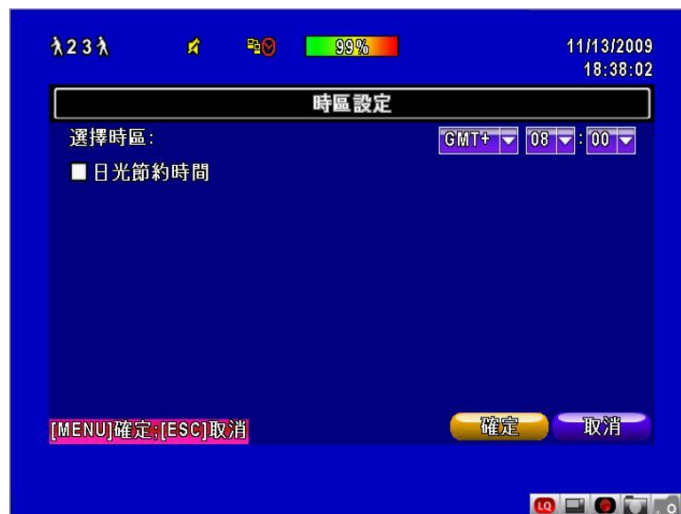 123
99%
11/13/2009
18:38:02
時區設定
選擇時區:
GMT+ 08 : 00
日光節約時間
[MENU]確定;[ESC]取消
確定
取消
LQ